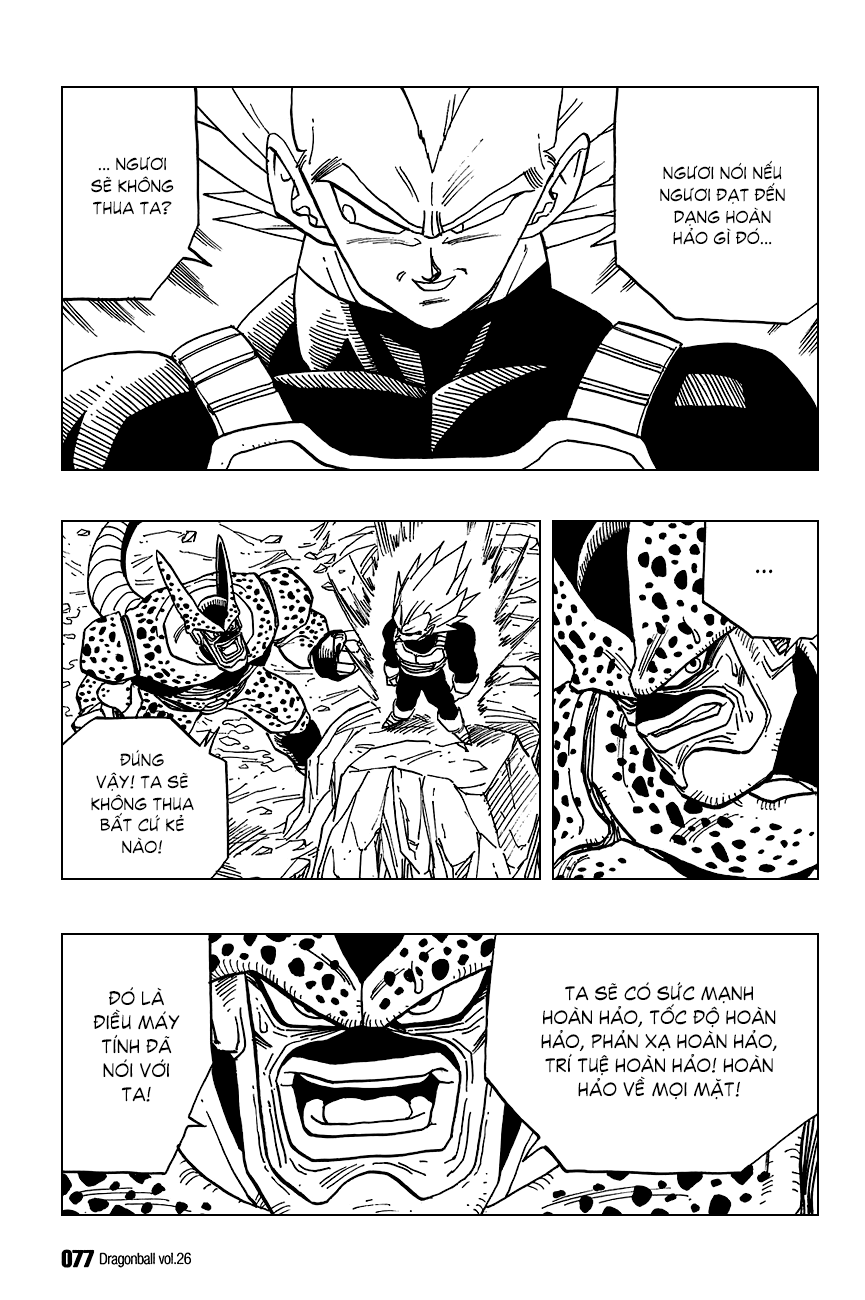 NGƯƠI NÓI NẾU
NGƯƠI ĐẠT ĐẾN
DẠNG HOÀN
HẢO GÌ ĐÓ...
... NGƯƠI
SẼ KHÔNG
THUA TA?
...
ĐÚNG
VẬY! TA SẼ
KHÔNG THUA
BẤT CỨ KẺ
NÀO!
TA SẼ CÓ SỨC MẠNH
HOÀN HẢO, TỐC ĐỘ HOÀN
HẢO, PHẢN XẠ HOÀN HẢO,
TRÍ TUỆ HOÀN HẢO! HOÀN
HẢO VỀ MỌI MẶT!
ĐÓ LÀ
ĐIỀU MÁY
TÍNH ĐÃ
NÓI VỚI
TA!
077 Dragonball vol.26